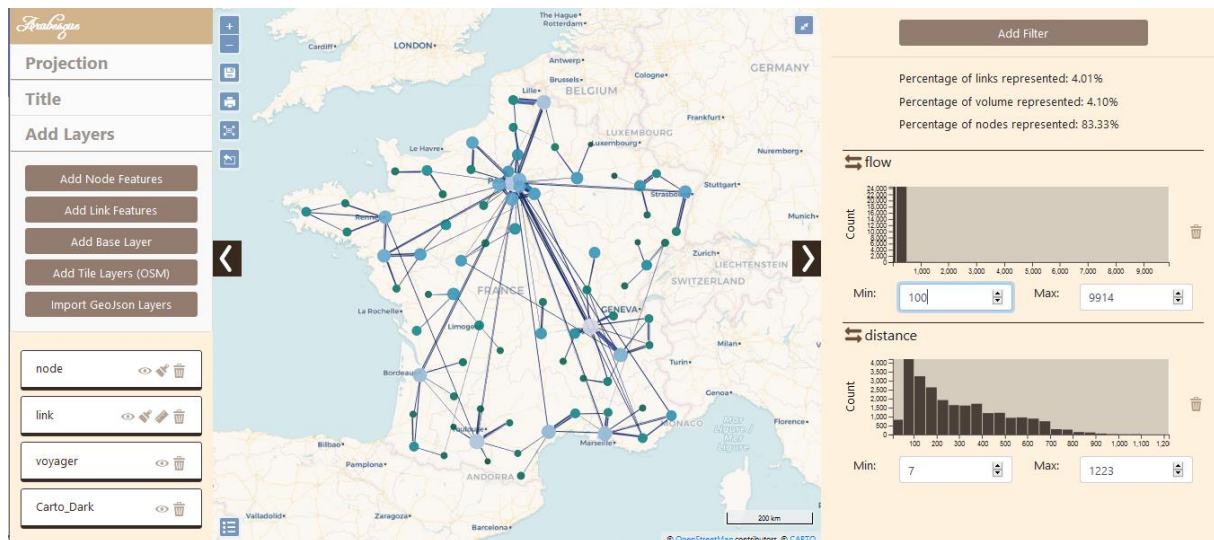 Arabesque
Projection
Title
Add Layers
Add Node Features
Add Link Features
Add Base Layer
Add Tile Layers (OSM)
Import GeoJson Layers
node
link
voyager
Carto_Dark
+
−
The Hague
Rotterdam
Cardiff
LONDON
Antwerp
Brussels
Cologne
GERMANY
Lille
BELGIUM
Frankfurt
LUXEMBOURG
Luxembourg
Le Havre
Nuremberg
Stuttgart
Strasbourg
Renne
Munich
Zurich
LIECHTENSTEIN
SWITZERLAND
FRANCE
La Rochelle
GENEVA
Limoges
Milan
Turin
Bordeau
Genoa
Mar
Ligure /
Mer
Ligure
MONACO
Florence
Toulouse
Marseille
Bilbao
Pamplona
ANDORRA
Valladolid
Zaragoza
Barcelona
200 km
© OpenStreetMap contributors, © CARTO
Add Filter
Percentage of links represented: 4.01%
Percentage of volume represented: 4.10%
Percentage of nodes represented: 83.33%
flow
Count
24,000
1,000 2,000 3,000 4,000 5,000 6,000 7,000 8,000 9,000
Min: 100 Max: 9914
distance
Count
4,000
3,500
3,000
2,500
2,000
1,500
1,000
500
0
100 200 300 400 500 600 700 800 900 1,000 1,100 1,20
Min: 7 Max: 1223